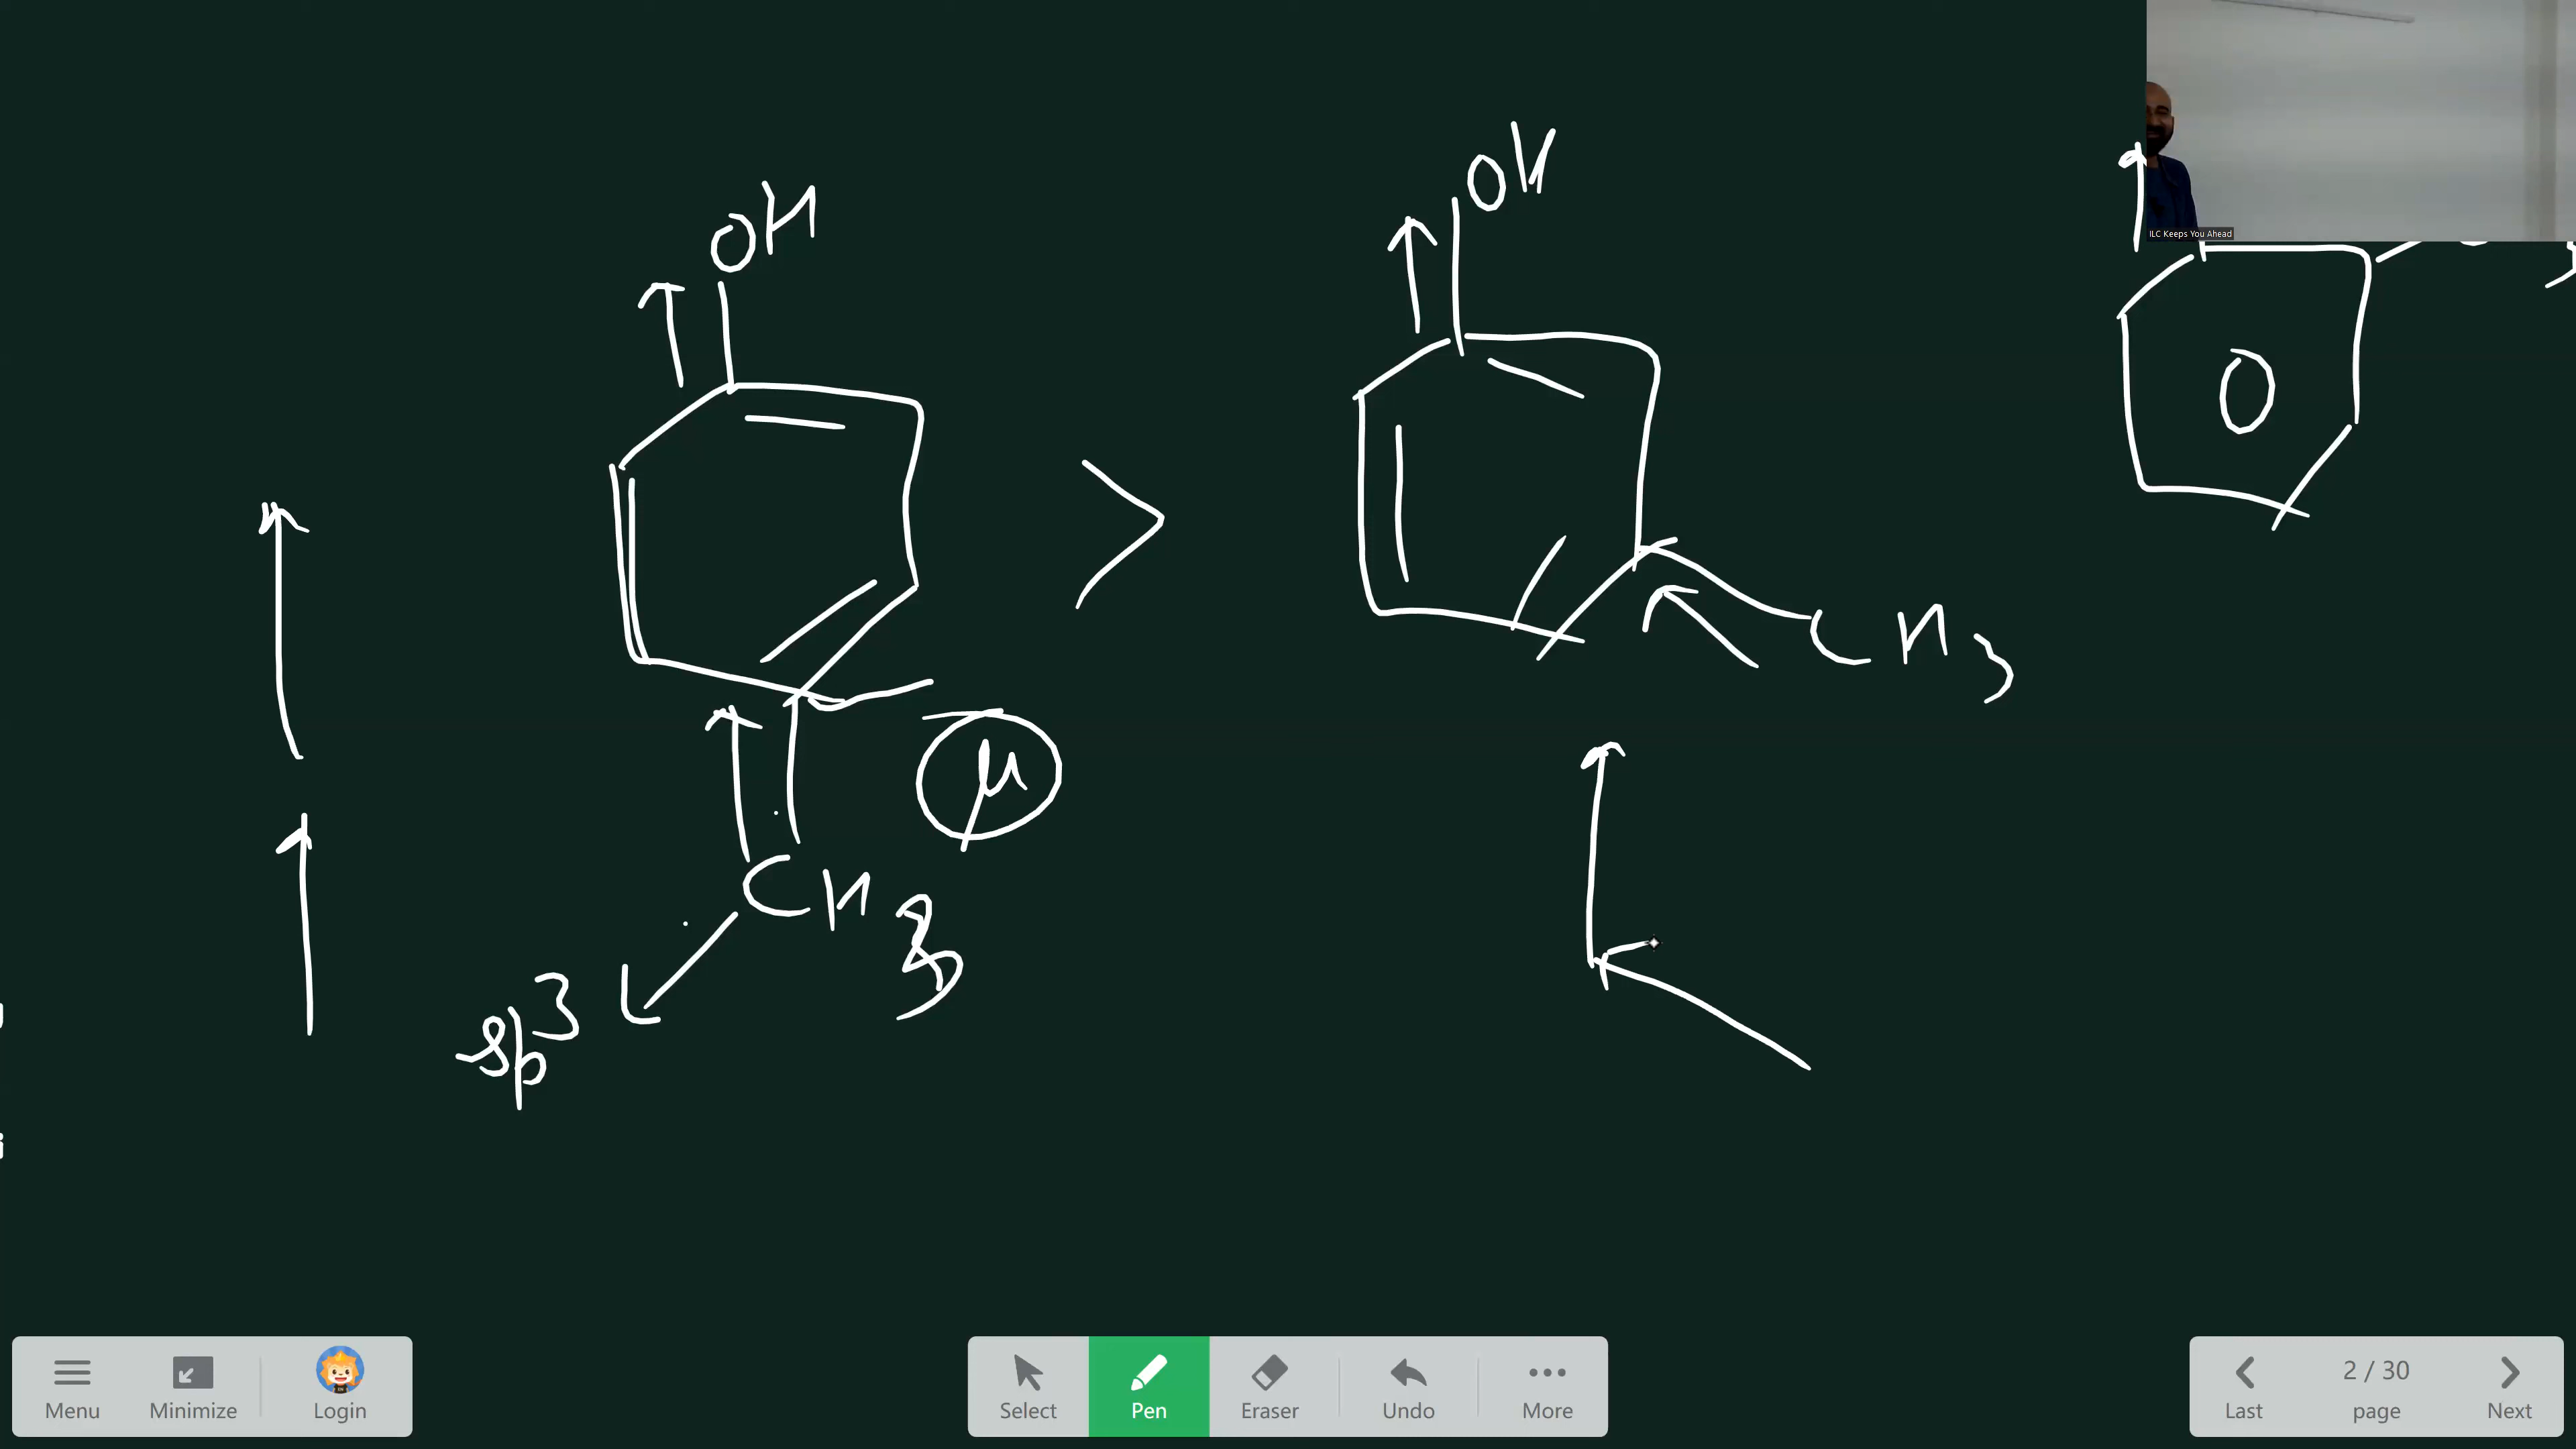 OH
OH
ILC Keeps You Ahead
CH3
μ
CH3
sp3
Menu
Minimize
Login
Select
Pen
Eraser
Undo
More
Last
2 / 30
page
Next